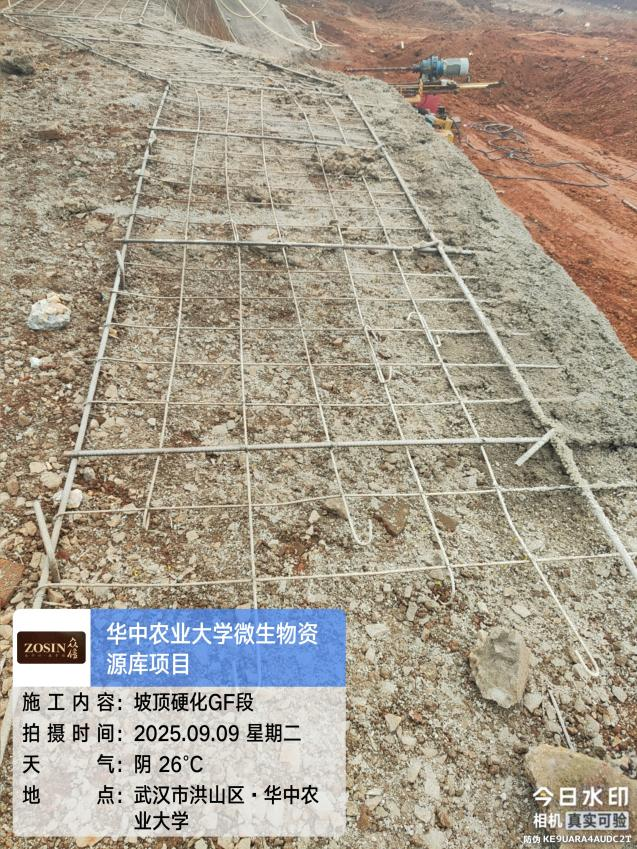 ZOSIN 众信
华中农业大学微生物资
源库项目
施工内容：坡顶硬化GF段
拍摄时间：2025.09.09 星期二
天气：阴 26℃
地点：武汉市洪山区·华中农
业大学
今日水印
相机 真实可验
防伪 KE9UARA4AUDC2T